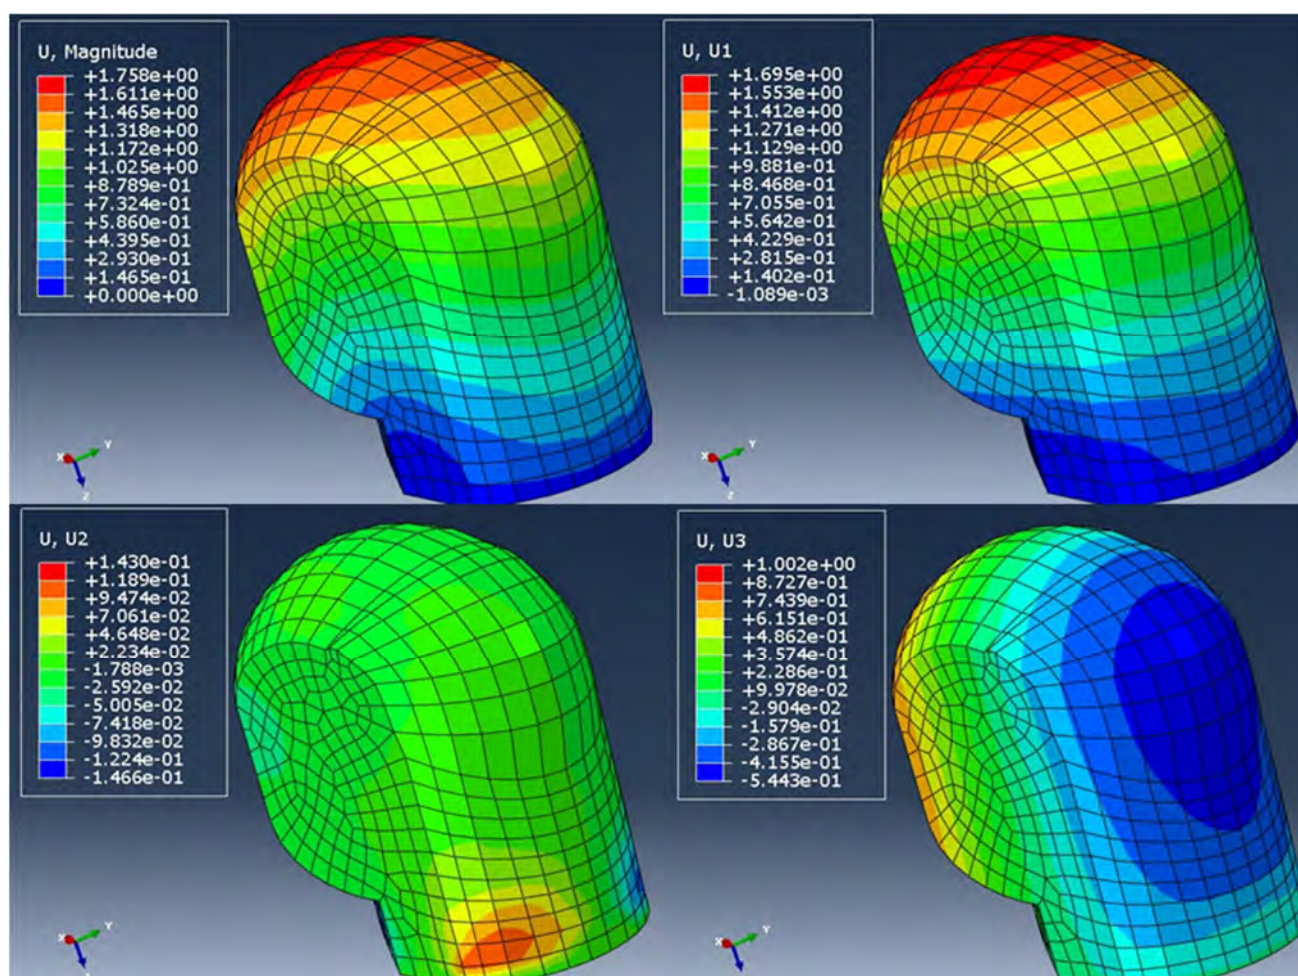 U, Magnitude
+1.758e+00
+1.611e+00
+1.465e+00
+1.318e+00
+1.172e+00
+1.025e+00
+8.789e-01
+7.324e-01
+5.860e-01
+4.395e-01
+2.930e-01
+1.465e-01
+0.000e+00
X
Y
Z
U, U1
+1.695e+00
+1.553e+00
+1.412e+00
+1.271e+00
+1.129e+00
+9.881e-01
+8.468e-01
+7.055e-01
+5.642e-01
+4.229e-01
+2.815e-01
+1.402e-01
-1.089e-03
X
Y
Z
U, U2
+1.430e-01
+1.189e-01
+9.474e-02
+7.061e-02
+4.648e-02
+2.234e-02
-1.788e-03
-2.592e-02
-5.005e-02
-7.418e-02
-9.832e-02
-1.224e-01
-1.466e-01
X
Y
U, U3
+1.002e+00
+8.727e-01
+7.439e-01
+6.151e-01
+4.862e-01
+3.574e-01
+2.286e-01
+9.978e-02
-2.904e-02
-1.579e-01
-2.867e-01
-4.155e-01
-5.443e-01
X
Y